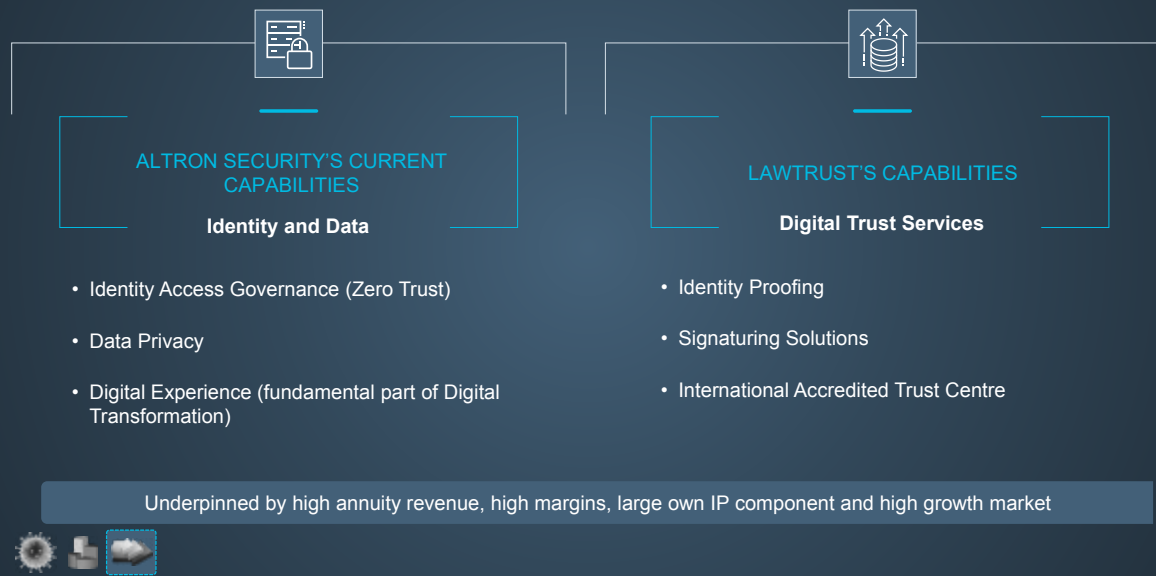 ALTRON SECURITY'S CURRENT
CAPABILITIES
Identity and Data
• Identity Access Governance (Zero Trust)
• Data Privacy
• Digital Experience (fundamental part of Digital
Transformation)
LAWTRUST'S CAPABILITIES
Digital Trust Services
• Identity Proofing
• Signaturing Solutions
• International Accredited Trust Centre
Underpinned by high annuity revenue, high margins, large own IP component and high growth market